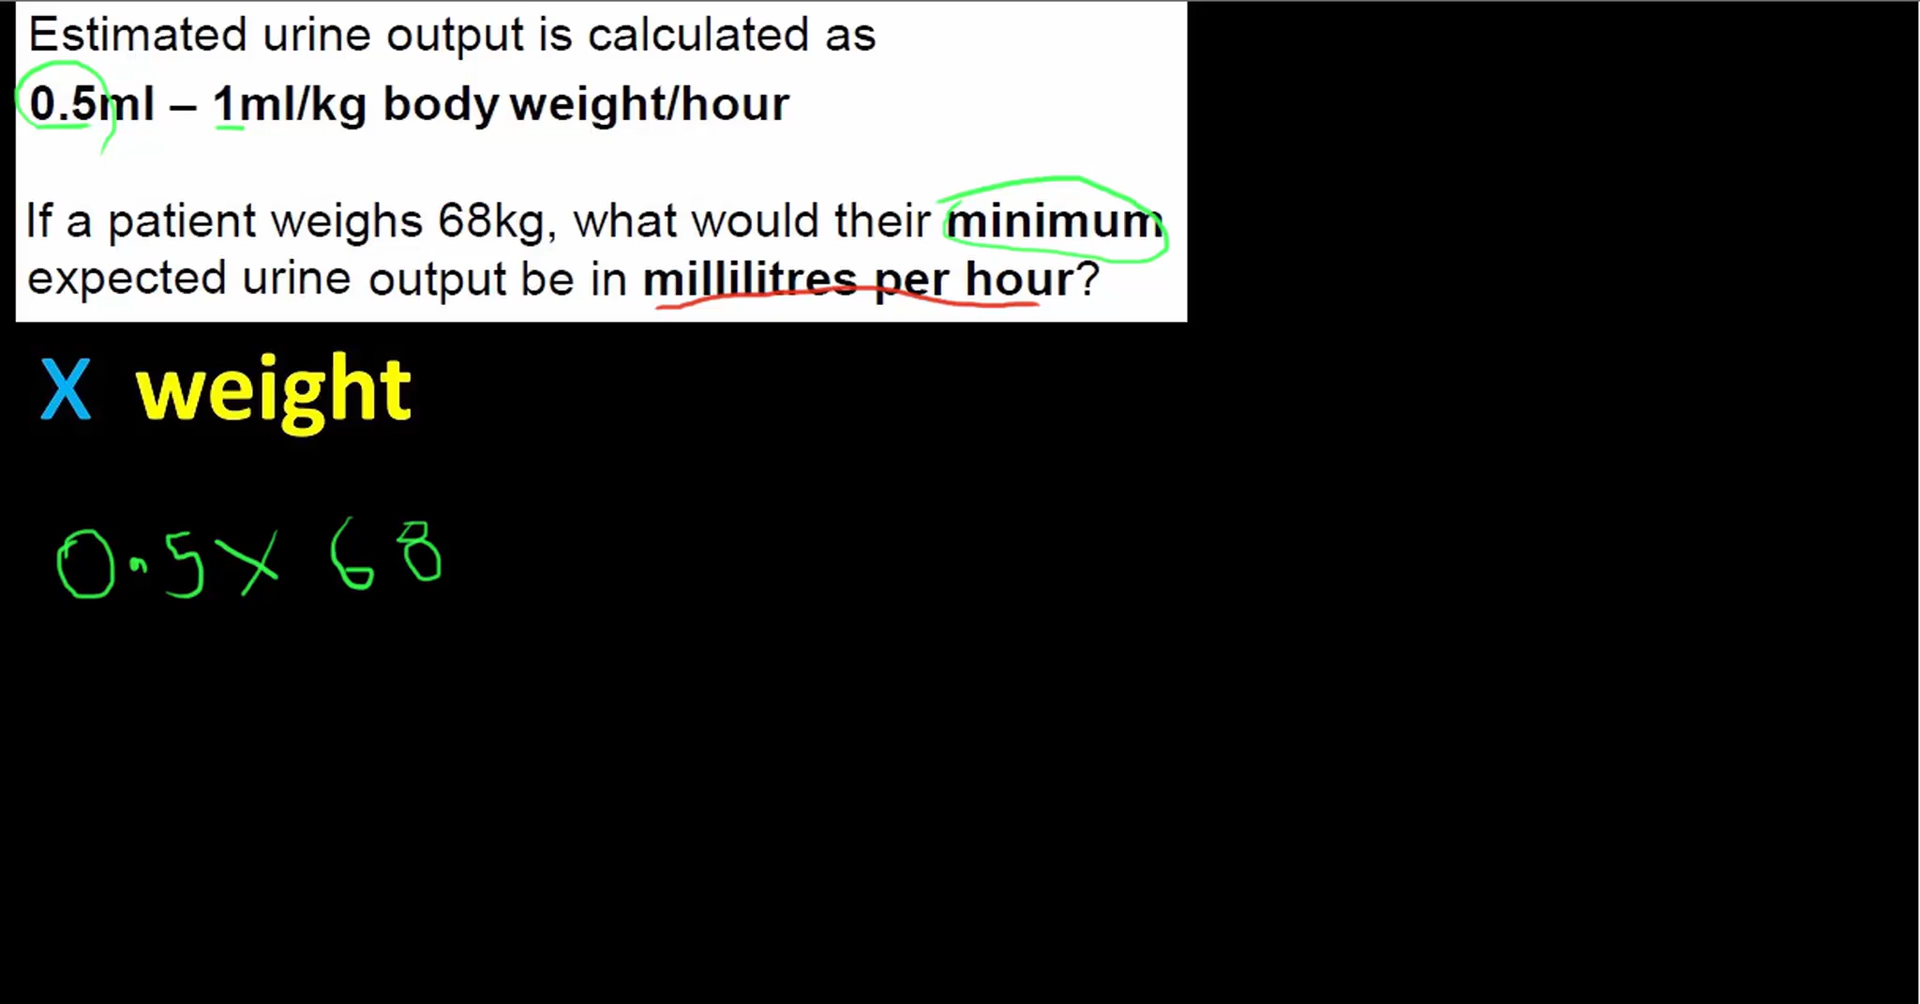 Estimated urine output is calculated as
0.5ml – 1ml/kg body weight/hour
If a patient weighs 68kg, what would their minimum
expected urine output be in millilitres per hour?
X weight
0.5 X 68